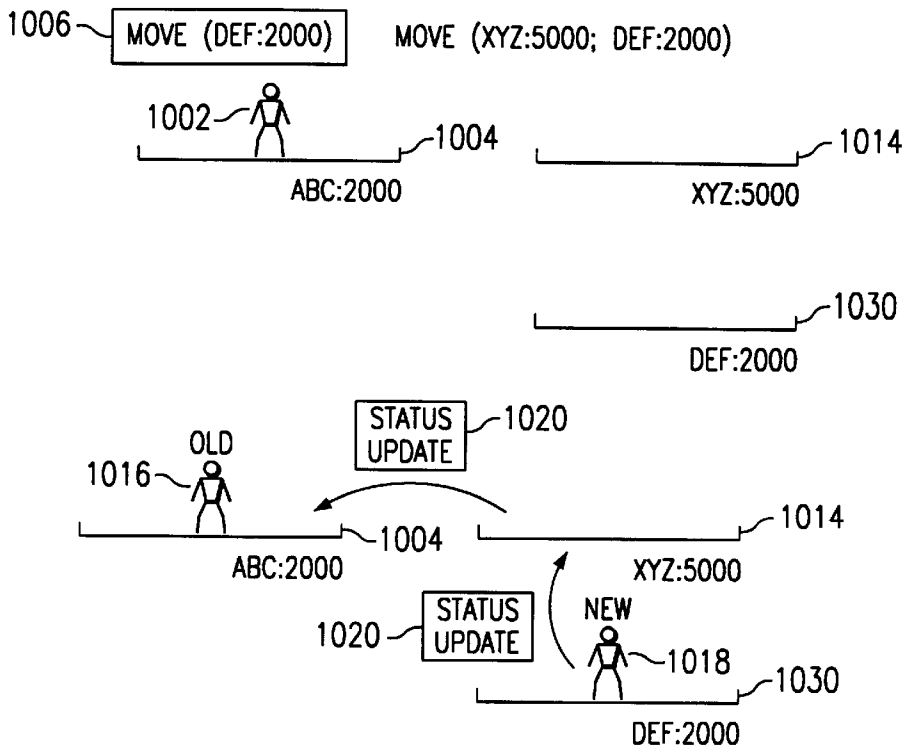 1006 MOVE (DEF:2000) MOVE (XYZ:5000; DEF:2000)
1002
1004 1014
ABC:2000 XYZ:5000
1030
DEF:2000
STATUS UPDATE 1020
OLD
1016
1004 1014
ABC:2000 XYZ:5000
1020 STATUS UPDATE
NEW
1018
1030
DEF:2000